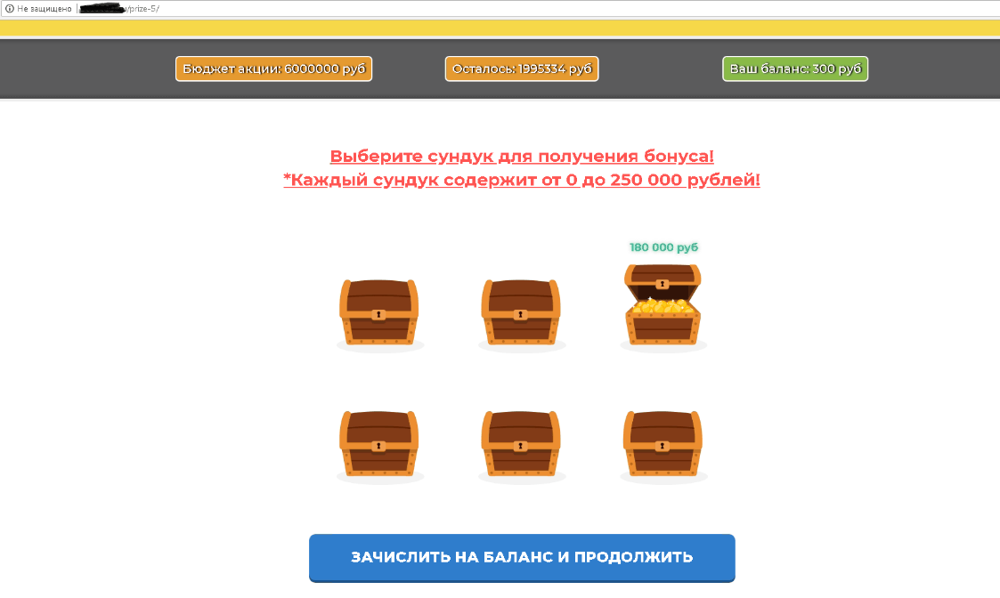 Не защищено /prize-5/
Бюджет акции: 6000000 руб
Осталось: 1995334 руб
Ваш баланс: 300 руб
Выберите сундук для получения бонуса!
*Каждый сундук содержит от 0 до 250 000 рублей!
180 000 руб
ЗАЧИСЛИТЬ НА БАЛАНС И ПРОДОЛЖИТЬ